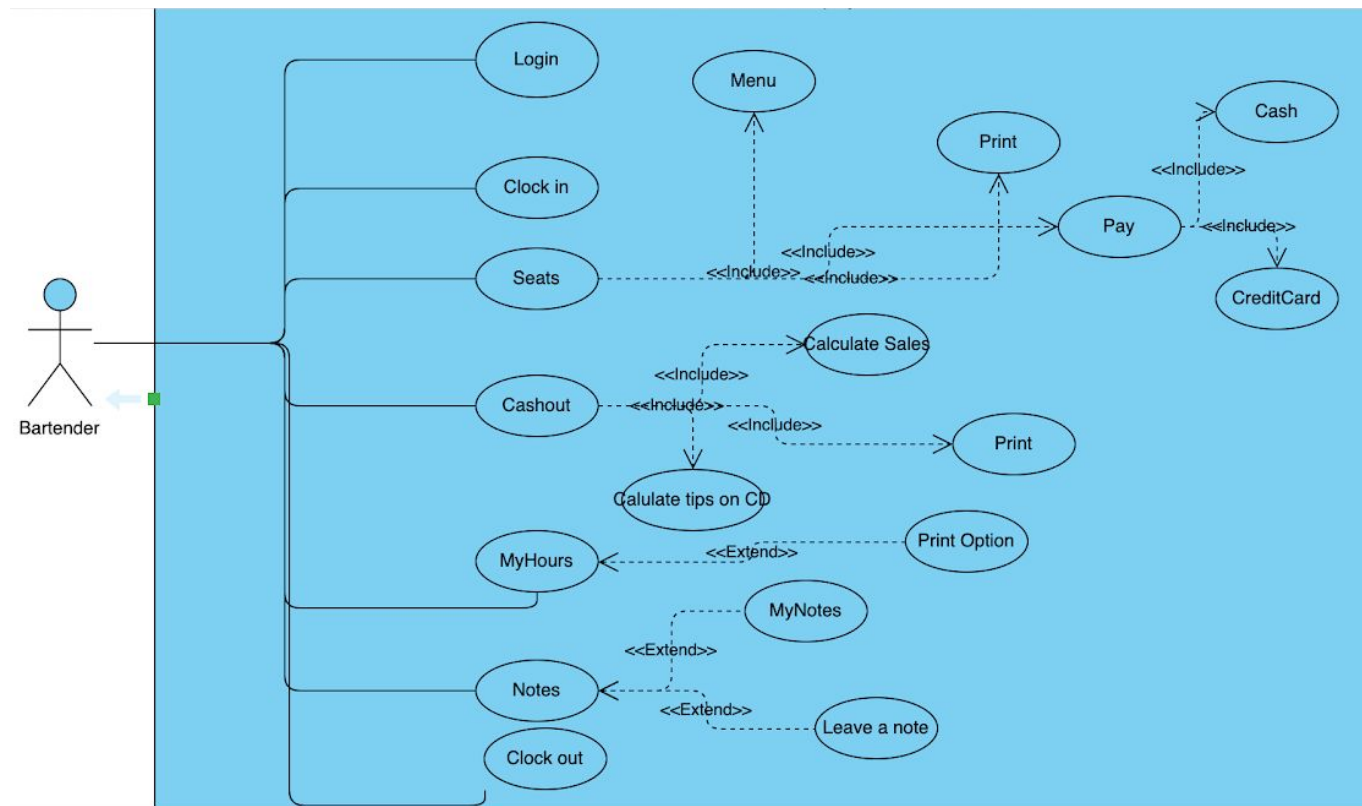 Login
Menu
Cash
Print
<<Include>>
Clock in
Pay
<<Include>>
<<Include>>
Seats
<<Include>>
<<Include>>
CreditCard
Calculate Sales
<<Include>>
Cashout
<<Include>>
<<Include>>
Bartender
Print
Calulate tips on CD
Print Option
<<Extend>>
MyHours
MyNotes
<<Extend>>
Notes
<<Extend>>
Leave a note
Clock out